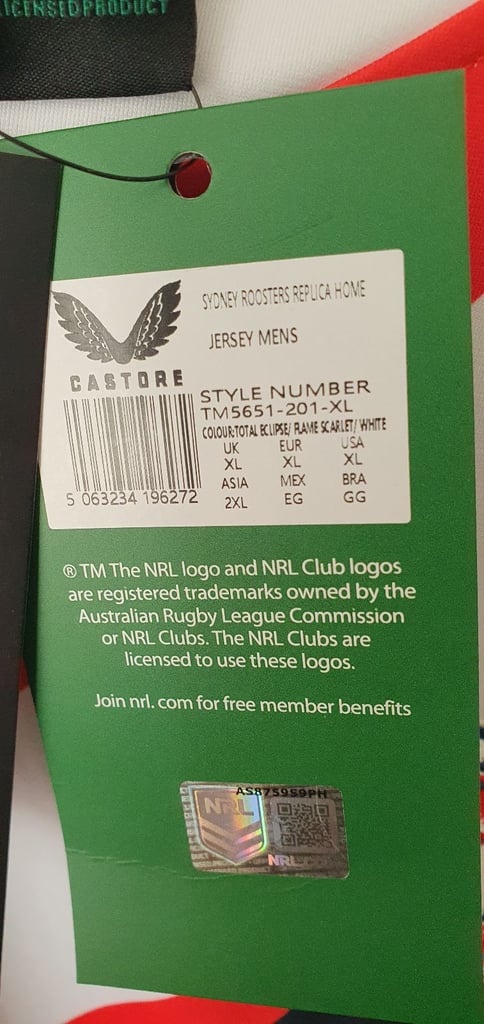 LICENSED PRODUCT
SYDNEY ROOSTERS REPLICA HOME
JERSEY MENS
CASTORE
STYLE NUMBER
TM5651-201-XL
COLOUR:TOTAL ECLIPSE/ FLAME SCARLET/ WHITE
UK EUR USA
XL XL XL
ASIA MEX BRA
2XL EG GG
5 063234 196272
® TM The NRL logo and NRL Club logos
are registered trademarks owned by the
Australian Rugby League Commission
or NRL Clubs. The NRL Clubs are
licensed to use these logos.
Join nrl. com for free member benefits
AS875959PH
NRL
NRL